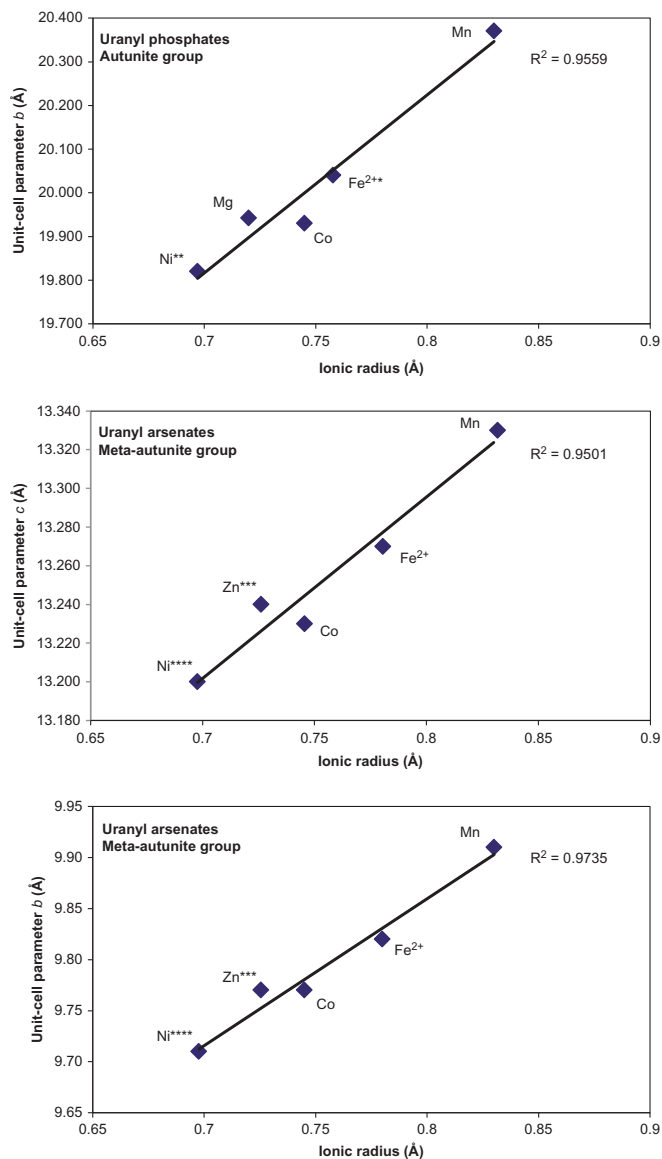 Uranyl phosphates
Autunite group
R² = 0.9559
Unit-cell parameter b (Å)
20.400
20.300
20.200
20.100
20.000
19.900
19.800
19.700
Mn
Fe²⁺*
Mg
Co
Ni**
0.65 0.7 0.75 0.8 0.85 0.9
Ionic radius (Å)
Uranyl arsenates
Meta-autunite group
R² = 0.9501
Unit-cell parameter c (Å)
13.340
13.320
13.300
13.280
13.260
13.240
13.220
13.200
13.180
Mn
Fe²⁺
Zn***
Co
Ni****
0.65 0.7 0.75 0.8 0.85 0.9
Ionic radius (Å)
Uranyl arsenates
Meta-autunite group
R² = 0.9735
Unit-cell parameter b (Å)
9.95
9.90
9.85
9.80
9.75
9.70
9.65
Mn
Fe²⁺
Zn***
Co
Ni****
0.65 0.7 0.75 0.8 0.85 0.9
Ionic radius (Å)